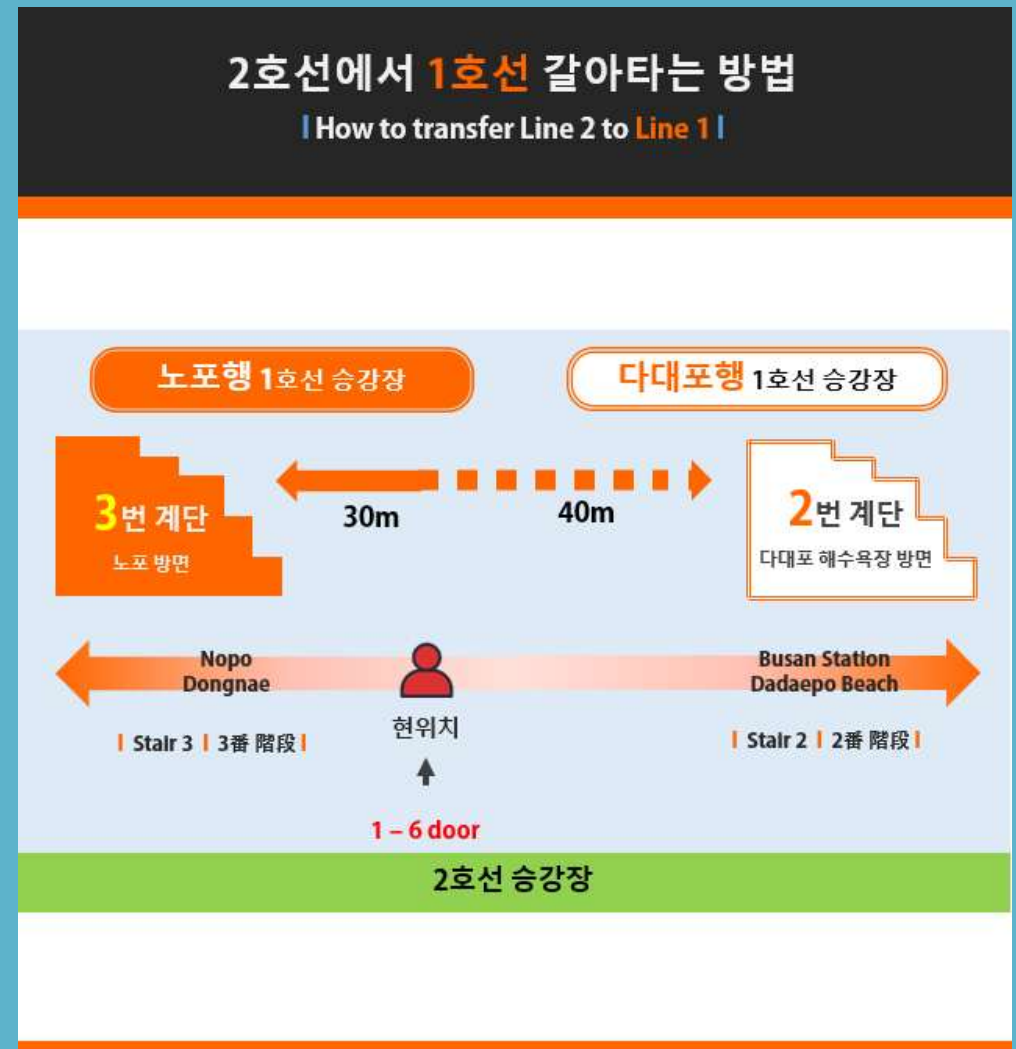 2호선에서 1호선 갈아타는 방법
| How to transfer Line 2 to Line 1 |
노포행 1호선 승강장
다대포행 1호선 승강장
3번 계단
노포 방면
30m
40m
2번 계단
다대포 해수욕장 방면
Nopo
Dongnae
Busan Station
Dadaepo Beach
현위치
| Stair 3 | 3番 階段 |
| Stair 2 | 2番 階段 |
1 – 6 door
2호선 승강장